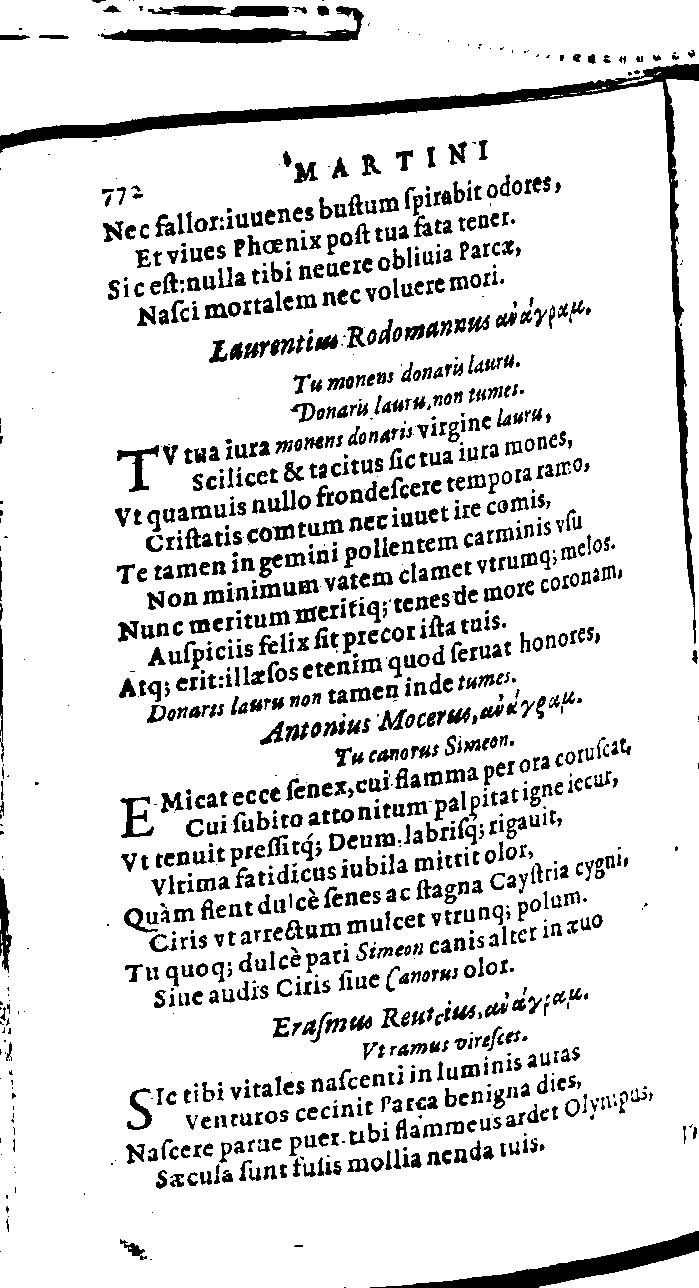 772 MARTINI
Nec fallor:iuuenes buſtum ſpirabit odores,
Et viues Phœnix poſt tua fata tener.
Sic eſt:nulla tibi neuere obliuia Parcæ,
Naſci mortalem nec voluere mori.
Laurentius Rodomannus ἀνάγραμ.
Tu monens donaris lauru.
Donaris lauru,non tumes.
TV tua iura monens donaris virgine lauru,
Scilicet & tacitus ſic tua iura mones,
Vt quamuis nullo frondeſcere tempora ramo,
Criſtatis comtum nec iuuet ire comis,
Te tamen in gemini pollentem carminis vſu
Non minimum vatem clamet vtrumq; melos.
Nunc meritum meritiq; tenes de more coronam,
Auſpiciis felix ſit precor iſta tuis.
Atq; erit:illæſos etenim quod ſeruat honores,
Donaris lauru non tamen inde tumes.
Antonius Mocerus,ἀνάγραμ.
Tu canorus Simeon.
EMicat ecce ſenex,cui flamma per ora coruſcat,
Cui ſubito attonitum palpitat igne iecur,
Vt tenuit preſſitq́; Deum.labriſq́; rigauit,
Vltima fatidicus iubila mittit olor,
Quàm flent dulcè ſenes ac ſtagna Cayſtria cygni,
Ciris vt arrectum mulcet vtrunq; polum.
Tu quoq; dulcè pari Simeon canis alter in æuo
Siue audis Ciris ſiue Canorus olor.
Eraſmus Reutcius,ἀνάγραμ.
Vt ramus vireſces.
SIc tibi vitales naſcenti in luminis auras
Venturos cecinit Parca benigna dies,
Naſcere parue puer.tibi flammeus ardet Olympus,
Sæcula ſunt fuſis mollia nenda tuis.